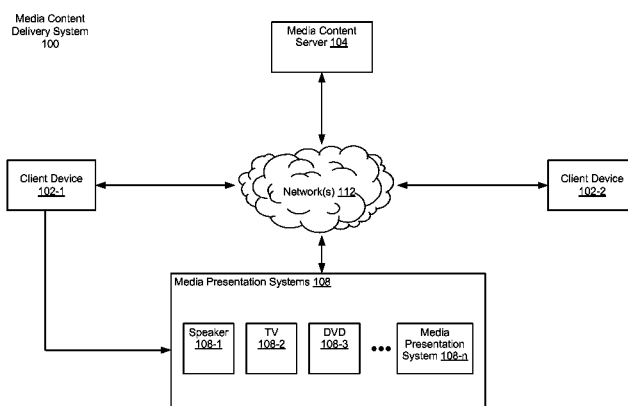 Media Content
Delivery System
100
Media Content
Server 104
Client Device
102-1
Network(s) 112
Client Device
102-2
Media Presentation Systems 108
Speaker
108-1
TV
108-2
DVD
108-3
Media
Presentation
System 108-n